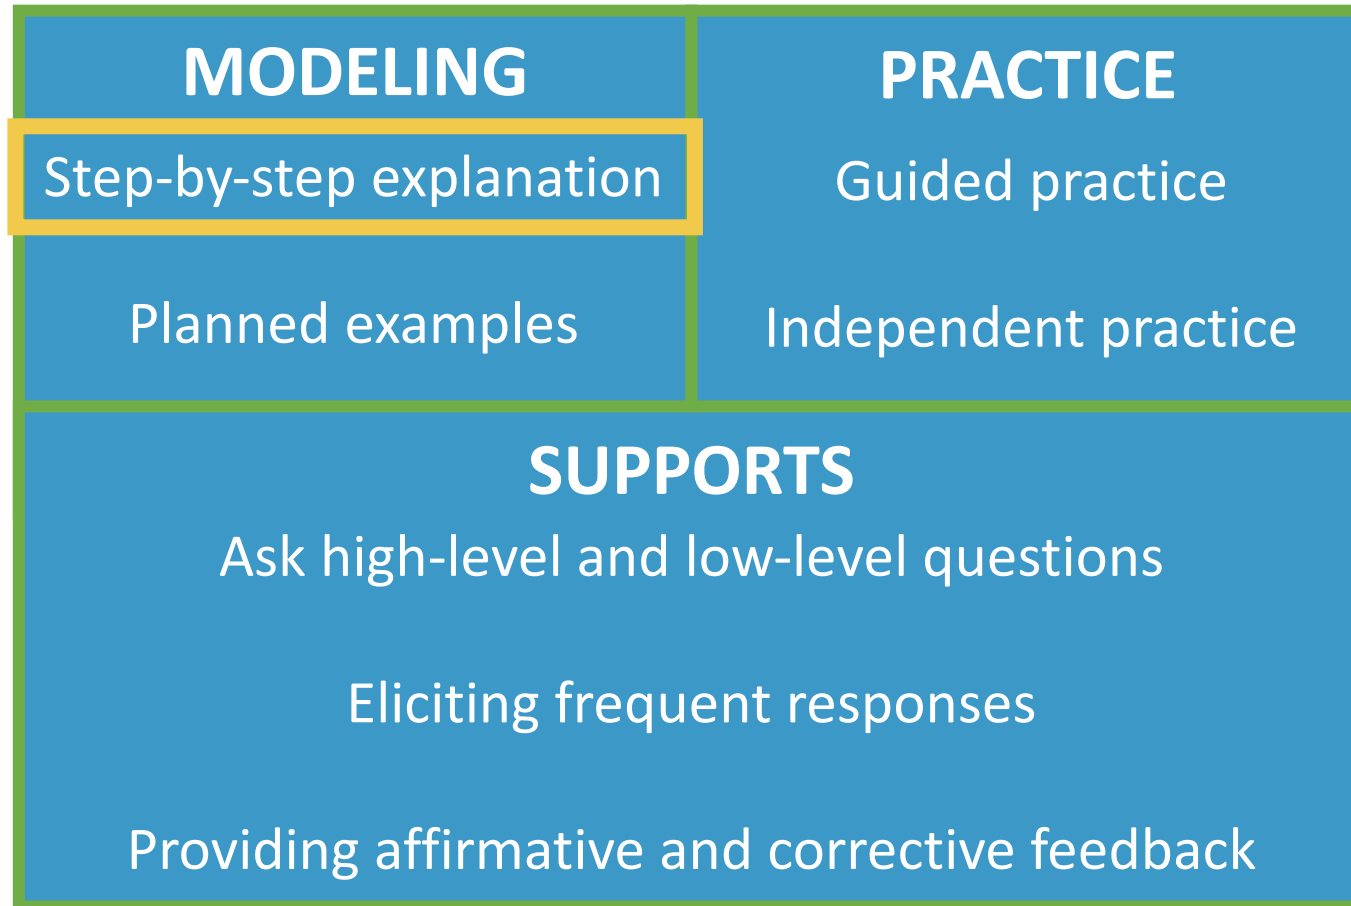 MODELING
Step-by-step explanation
Planned examples
PRACTICE
Guided practice
Independent practice
SUPPORTS
Ask high-level and low-level questions
Eliciting frequent responses
Providing affirmative and corrective feedback